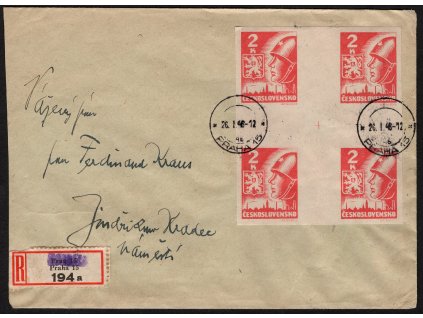 Vážený pan
pan Ferdinand Kraus
Jindřichův Hradec
náměstí
R
Praha 15
194a
2
K
ČESKOSLOVENSKO
2
K
ČESKOSLOVENSKO
26.I.46-12
PRAHA 15
26.I.46-12
PRAHA 15
2
K
ČESKOSLOVENSKO
2
K
ČESKOSLOVENSKO